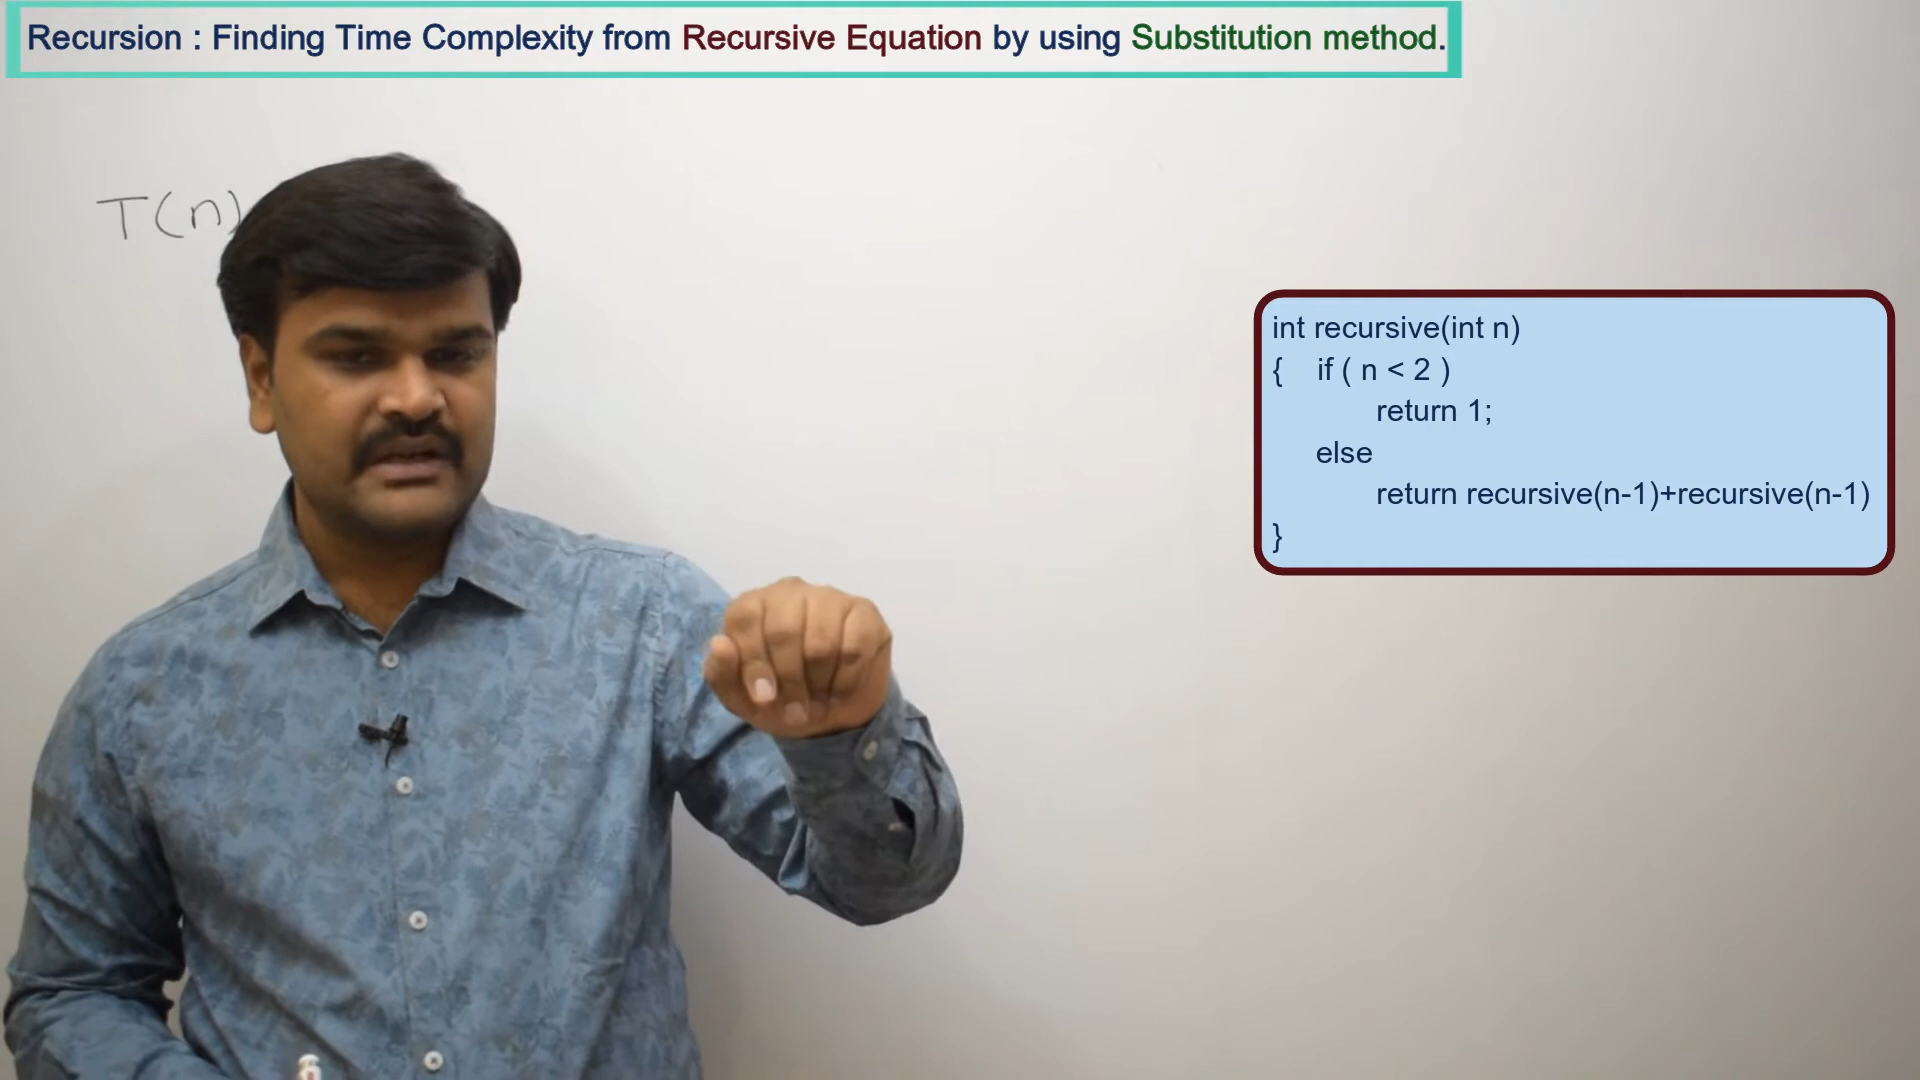 Recursion : Finding Time Complexity from Recursive Equation by using Substitution method.
T(n)
int recursive(int n)
{ if ( n < 2 )
return 1;
else
return recursive(n-1)+recursive(n-1)
}